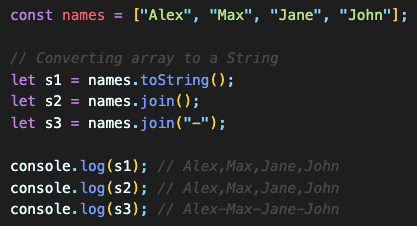 const names = ["Alex", "Max", "Jane", "John"];
// Converting array to a String
let s1 = names.toString();
let s2 = names.join();
let s3 = names.join("-");
console.log(s1); // Alex,Max,Jane,John
console.log(s2); // Alex,Max,Jane,John
console.log(s3); // Alex-Max-Jane-John